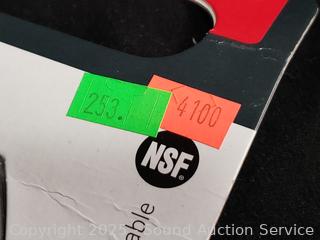 253.
4100
NSF®
able
Copyright 2025 Sound Auction Service